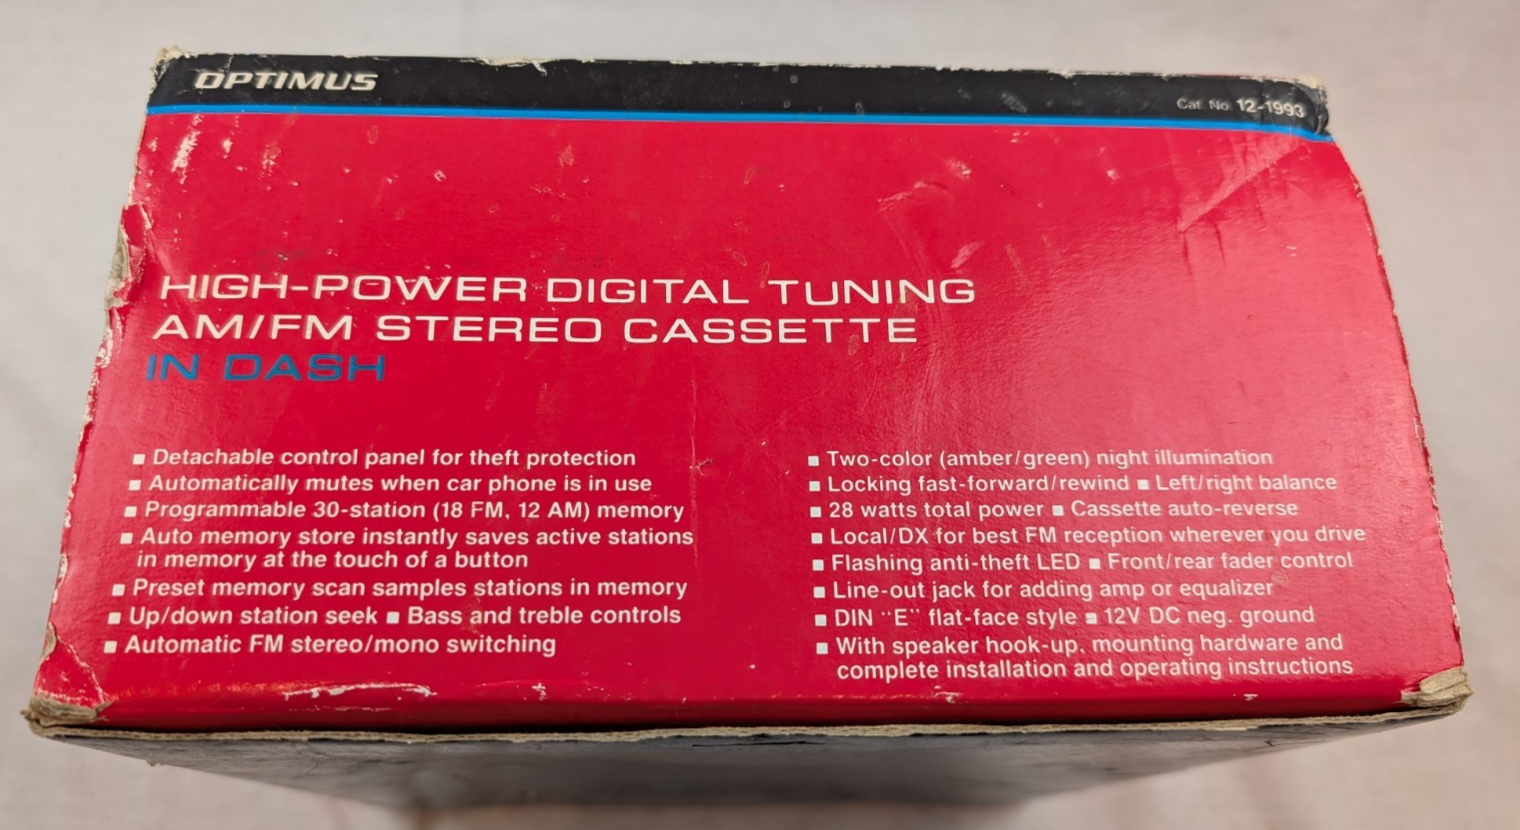 OPTIMUS
Cat. No. 12-1993
HIGH-POWER DIGITAL TUNING
AM/FM STEREO CASSETTE
IN DASH
■ Detachable control panel for theft protection
■ Automatically mutes when car phone is in use
■ Programmable 30-station (18 FM, 12 AM) memory
■ Auto memory store instantly saves active stations
in memory at the touch of a button
■ Preset memory scan samples stations in memory
■ Up/down station seek ■ Bass and treble controls
■ Automatic FM stereo/mono switching
■ Two-color (amber/green) night illumination
■ Locking fast-forward/rewind ■ Left/right balance
■ 28 watts total power ■ Cassette auto-reverse
■ Local/DX for best FM reception wherever you drive
■ Flashing anti-theft LED ■ Front/rear fader control
■ Line-out jack for adding amp or equalizer
■ DIN "E" flat-face style ■ 12V DC neg. ground
■ With speaker hook-up, mounting hardware and
complete installation and operating instructions